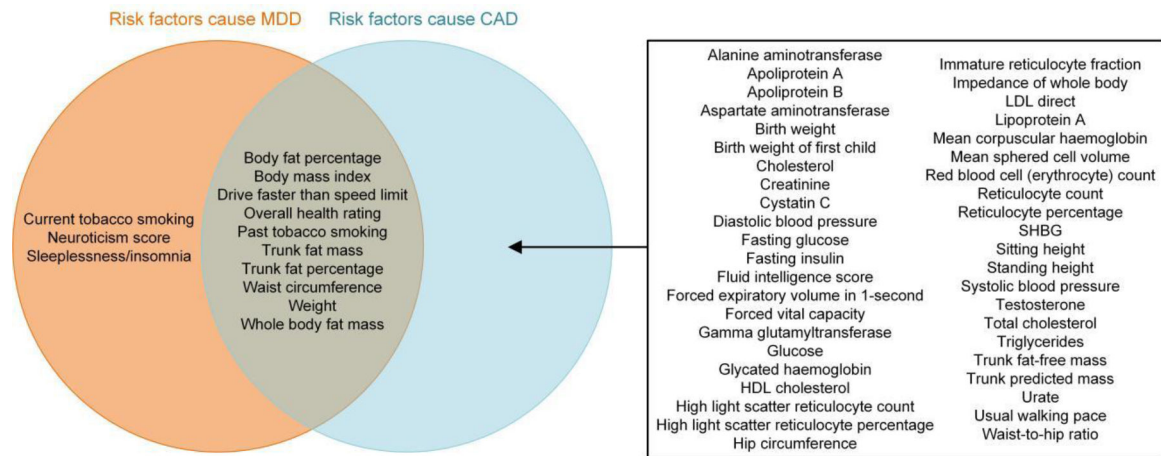 Risk factors cause MDD
Risk factors cause CAD
Current tobacco smoking
Neuroticism score
Sleeplessness/insomnia
Body fat percentage
Body mass index
Drive faster than speed limit
Overall health rating
Past tobacco smoking
Trunk fat mass
Trunk fat percentage
Waist circumference
Weight
Whole body fat mass
Alanine aminotransferase
Apoliprotein A
Apoliprotein B
Aspartate aminotransferase
Birth weight
Birth weight of first child
Cholesterol
Creatinine
Cystatin C
Diastolic blood pressure
Fasting glucose
Fasting insulin
Fluid intelligence score
Forced expiratory volume in 1-second
Forced vital capacity
Gamma glutamyltransferase
Glucose
Glycated haemoglobin
HDL cholesterol
High light scatter reticulocyte count
High light scatter reticulocyte percentage
Hip circumference
Immature reticulocyte fraction
Impedance of whole body
LDL direct
Lipoprotein A
Mean corpuscular haemoglobin
Mean sphered cell volume
Red blood cell (erythrocyte) count
Reticulocyte count
Reticulocyte percentage
SHBG
Sitting height
Standing height
Systolic blood pressure
Testosterone
Total cholesterol
Triglycerides
Trunk fat-free mass
Trunk predicted mass
Urate
Usual walking pace
Waist-to-hip ratio